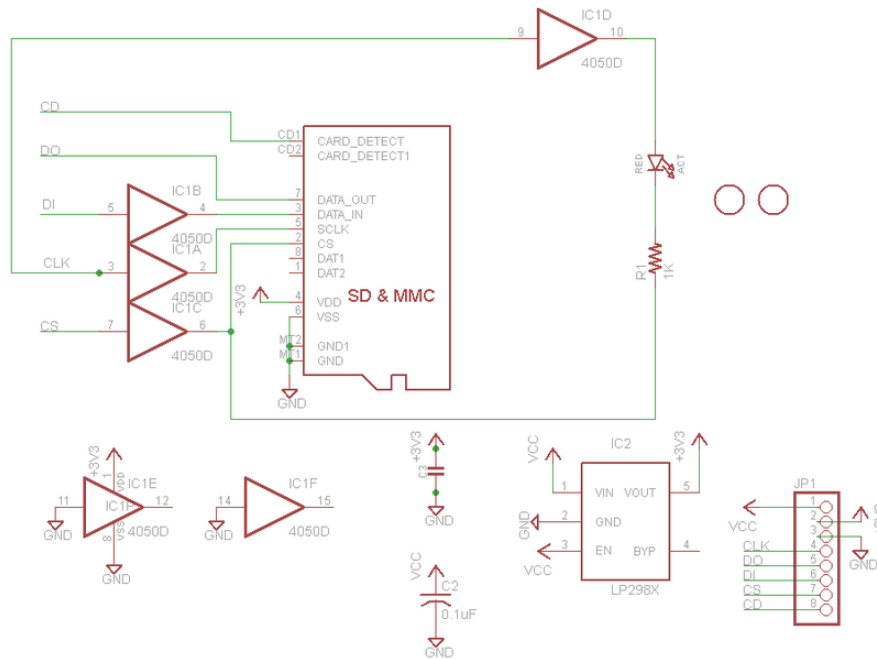 IC1D
9
10
4050D
CD
CD1
CARD_DETECT
CD2
CARD_DETECT1
DO
RED
ACT
IC1B
7
DATA_OUT
DI
5
4
3
DATA_IN
4050D
5
SCLK
IC1A
2
CS
CLK
3
2
8
DAT1
1
DAT2
R1
1K
4050D
+3V3
4
VDD
SD & MMC
IC1C
6
VSS
CS
7
6
MT2
GND1
4050D
MT1
GND
GND
+3V3
1
VDD
IC1E
11
12
IC1P
4050D
8
VSS
GND
GND
IC1F
14
15
4050D
GND
+3V3
C3
GND
VCC
C2
0.1uF
GND
IC2
VCC
+3V3
1
VIN
VOUT
5
GND
2
GND
3
EN
BYP
4
VCC
LP298X
JP1
1
VCC
2
3
GND
CLK
4
DO
5
DI
6
CS
7
CD
8